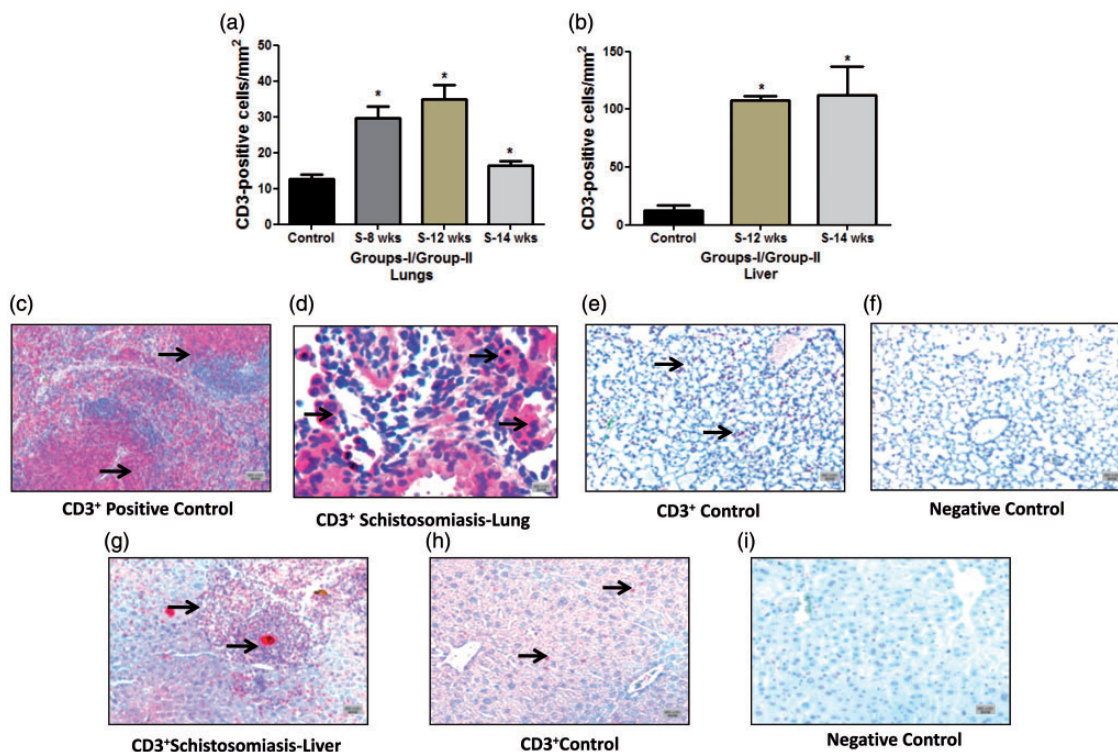 (a)
CD3-positive cells/mm²
50
40
30
20
10
0
*
*
*
Control S-8 wks S-12 wks S-14 wks
Groups-I/Group-II
Lungs
(b)
CD3-positive cells/mm²
150
100
50
0
*
*
Control S-12 wks S-14 wks
Groups-I/Group-II
Liver
(c)
CD3⁺ Positive Control
(d)
CD3⁺ Schistosomiasis-Lung
(e)
CD3⁺ Control
(f)
Negative Control
(g)
CD3⁺Schistosomiasis-Liver
(h)
CD3⁺Control
(i)
Negative Control